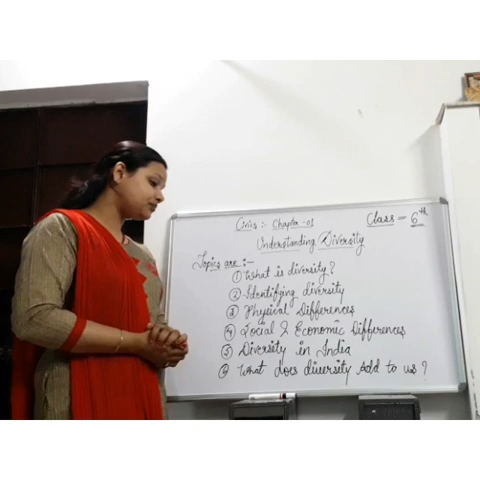 Civics :- Chapter-01
Class - 6th
Understanding Diversity
Topics are :-
① What is diversity?
② Identifying diversity
③ Physical Differences
④ Social & Economic Differences
⑤ Diversity in India
⑥ What does diversity Add to us?